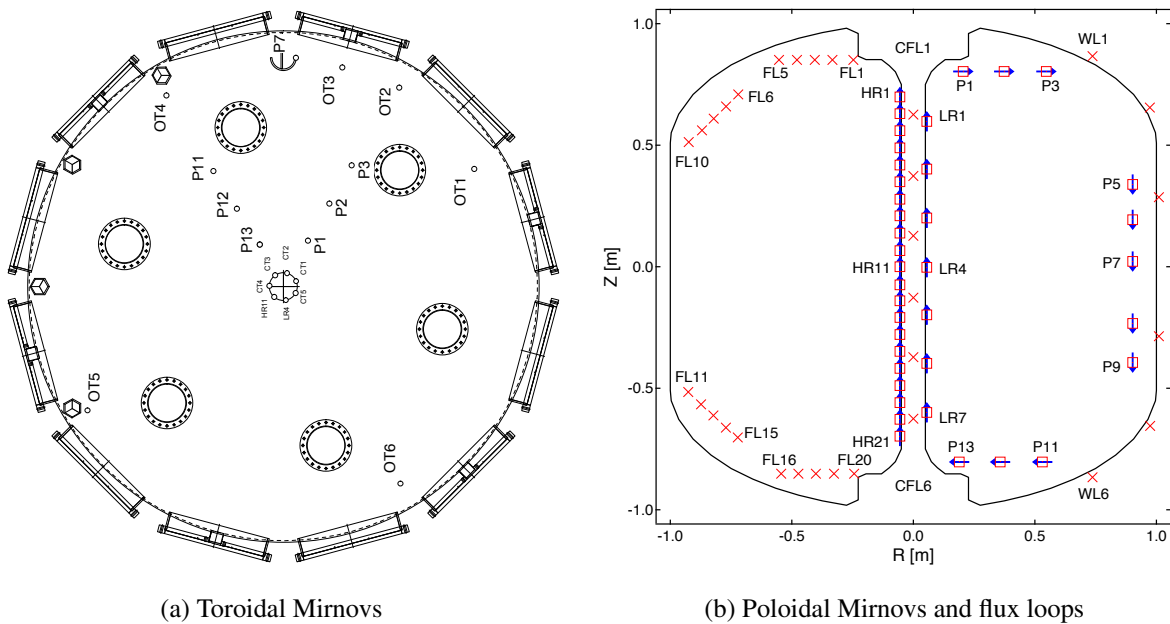 P7
OT3
OT2
OT4
OT1
P11
P3
P12
P2
P13
P1
CT3
CT2
CT1
CT4
CT5
HR11
LR4
OT5
OT6
(a) Toroidal Mirnovs
1.0
0.5
0.0
-0.5
-1.0
Z [m]
CFL1
WL1
FL5
FL1
P1
P3
HR1
FL6
LR1
FL10
P5
HR11
LR4
P7
P9
FL11
LR7
FL15
HR21
P13
P11
FL16
FL20
CFL6
WL6
-1.0
-0.5
0.0
0.5
1.0
R [m]
(b) Poloidal Mirnovs and flux loops